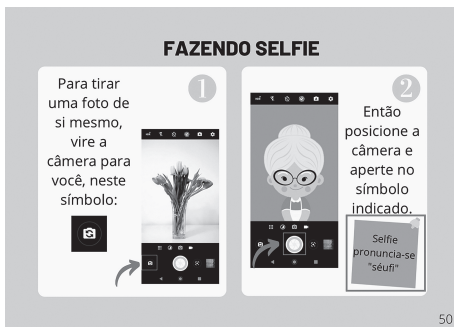 FAZENDO SELFIE
1
Para tirar
uma foto de
si mesmo,
vire a
câmera para
você, neste
símbolo:
2
Então
posicione a
câmera e
aperte no
símbolo
indicado.
Selfie
pronuncia-se
"séufi"
50